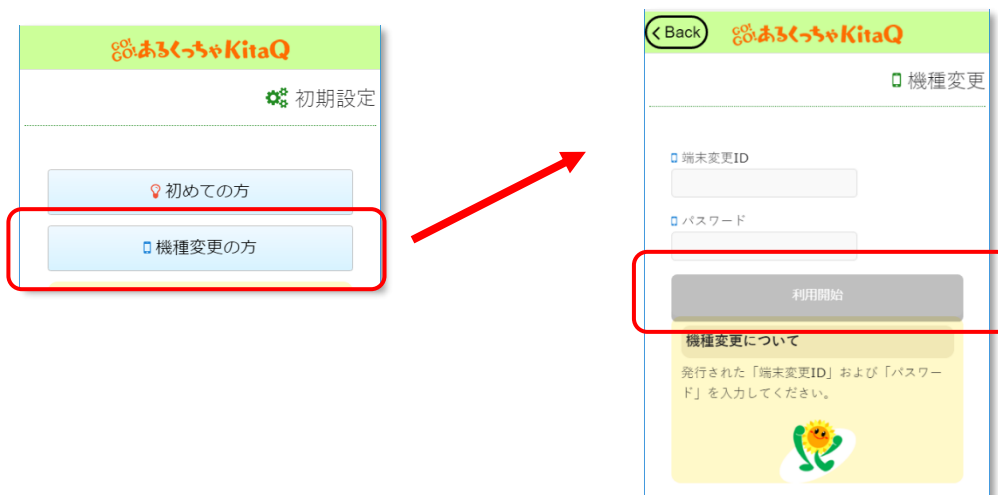 GO! GO! あるくっちゃKitaQ
初期設定
初めての方
機種変更の方
Back
GO! GO! あるくっちゃKitaQ
機種変更
端末変更ID
パスワード
利用開始
機種変更について
発行された「端末変更ID」および「パスワー
ド」を入力してください。